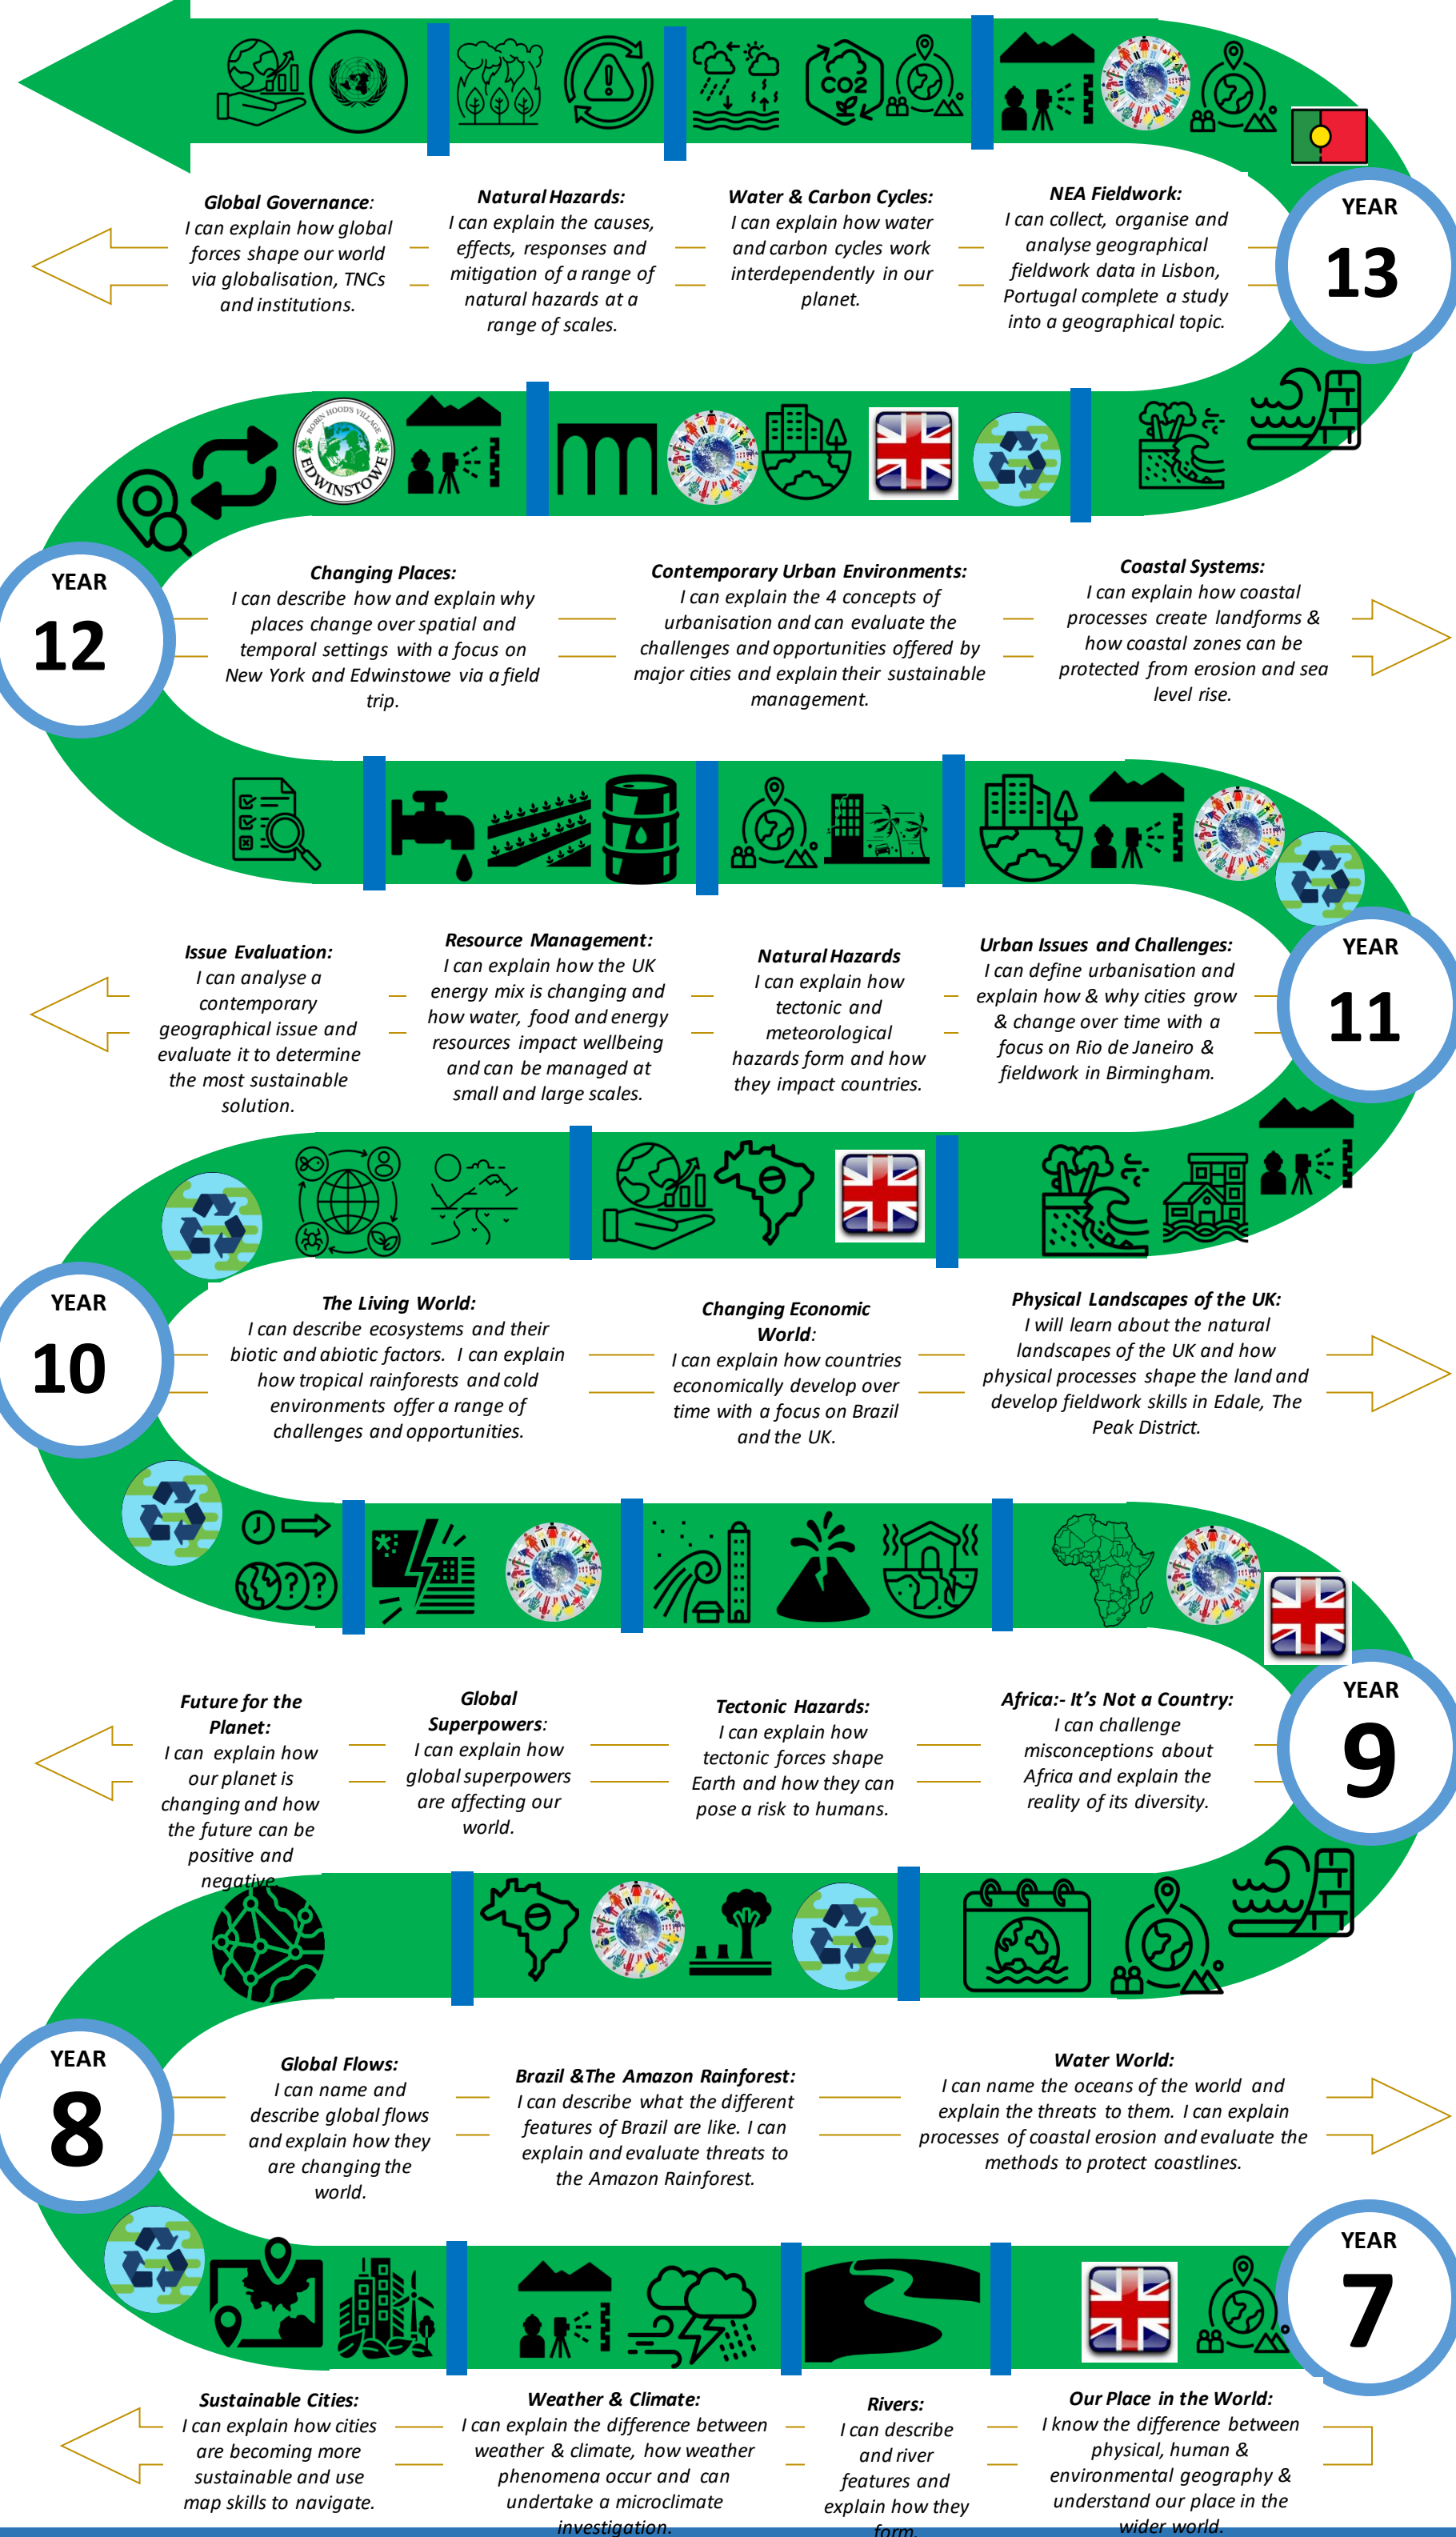 CO2
Global Governance:
I can explain how global
forces shape our world
via globalisation, TNCs
and institutions.
Natural Hazards:
I can explain the causes,
effects, responses and
mitigation of a range of
natural hazards at a
range of scales.
Water & Carbon Cycles:
I can explain how water
and carbon cycles work
interdependently in our
planet.
NEA Fieldwork:
I can collect, organise and
analyse geographical
fieldwork data in Lisbon,
Portugal complete a study
into a geographical topic.
YEAR
13
ROBIN HOOD'S VILLAGE
EDWINSTOWE
YEAR
12
Changing Places:
I can describe how and explain why
places change over spatial and
temporal settings with a focus on
New York and Edwinstowe via a field
trip.
Contemporary Urban Environments:
I can explain the 4 concepts of
urbanisation and can evaluate the
challenges and opportunities offered by
major cities and explain their sustainable
management.
Coastal Systems:
I can explain how coastal
processes create landforms &
how coastal zones can be
protected from erosion and sea
level rise.
Issue Evaluation:
I can analyse a
contemporary
geographical issue and
evaluate it to determine
the most sustainable
solution.
Resource Management:
I can explain how the UK
energy mix is changing and
how water, food and energy
resources impact wellbeing
and can be managed at
small and large scales.
Natural Hazards
I can explain how
tectonic and
meteorological
hazards form and how
they impact countries.
Urban Issues and Challenges:
I can define urbanisation and
explain how & why cities grow
& change over time with a
focus on Rio de Janeiro &
fieldwork in Birmingham.
YEAR
11
YEAR
10
The Living World:
I can describe ecosystems and their
biotic and abiotic factors. I can explain
how tropical rainforests and cold
environments offer a range of
challenges and opportunities.
Changing Economic
World:
I can explain how countries
economically develop over
time with a focus on Brazil
and the UK.
Physical Landscapes of the UK:
I will learn about the natural
landscapes of the UK and how
physical processes shape the land and
develop fieldwork skills in Edale, The
Peak District.
??
Future for the
Planet:
I can explain how
our planet is
changing and how
the future can be
positive and
negative.
Global
Superpowers:
I can explain how
global superpowers
are affecting our
world.
Tectonic Hazards:
I can explain how
tectonic forces shape
Earth and how they can
pose a risk to humans.
Africa:- It's Not a Country:
I can challenge
misconceptions about
Africa and explain the
reality of its diversity.
YEAR
9
YEAR
8
Global Flows:
I can name and
describe global flows
and explain how they
are changing the
world.
Brazil &The Amazon Rainforest:
I can describe what the different
features of Brazil are like. I can
explain and evaluate threats to
the Amazon Rainforest.
Water World:
I can name the oceans of the world and
explain the threats to them. I can explain
processes of coastal erosion and evaluate the
methods to protect coastlines.
YEAR
7
Sustainable Cities:
I can explain how cities
are becoming more
sustainable and use
map skills to navigate.
Weather & Climate:
I can explain the difference between
weather & climate, how weather
phenomena occur and can
undertake a microclimate
investigation.
Rivers:
I can describe
and river
features and
explain how they
form.
Our Place in the World:
I know the difference between
physical, human &
environmental geography &
understand our place in the
wider world.